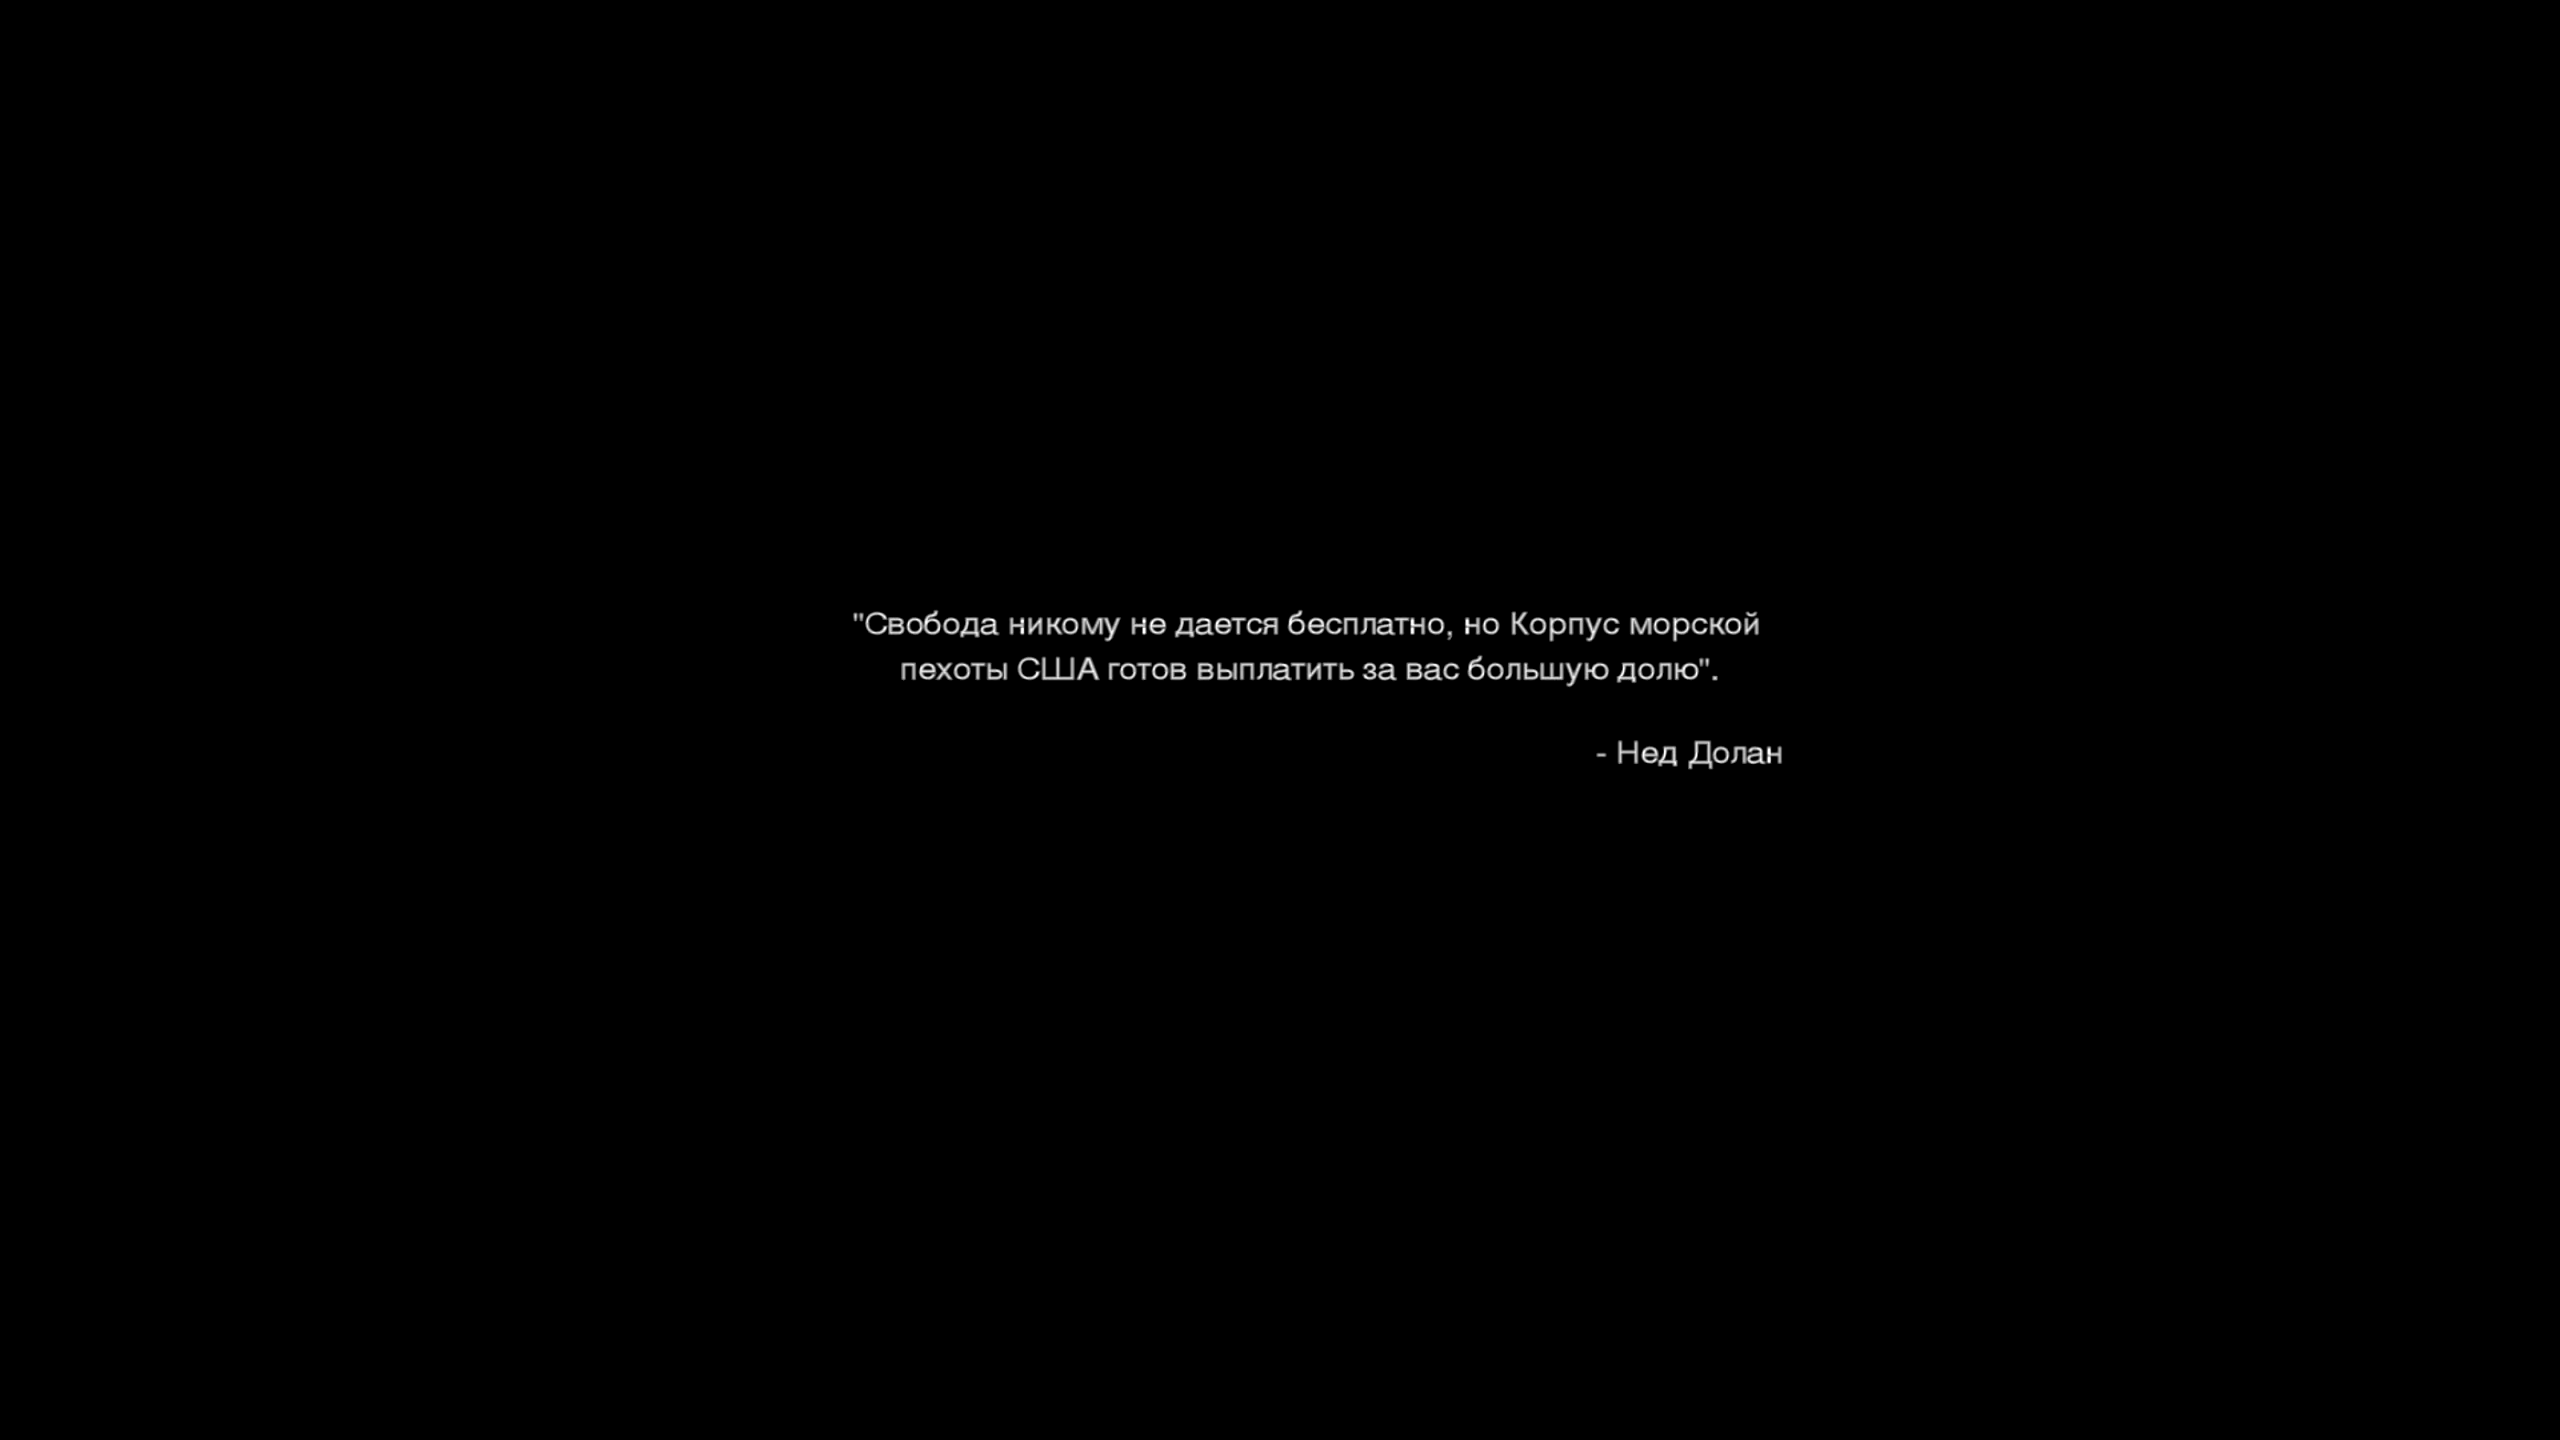 "Свобода никому не дается бесплатно, но Корпус морской
пехоты США готов выплатить за вас большую долю".
- Нед Долан